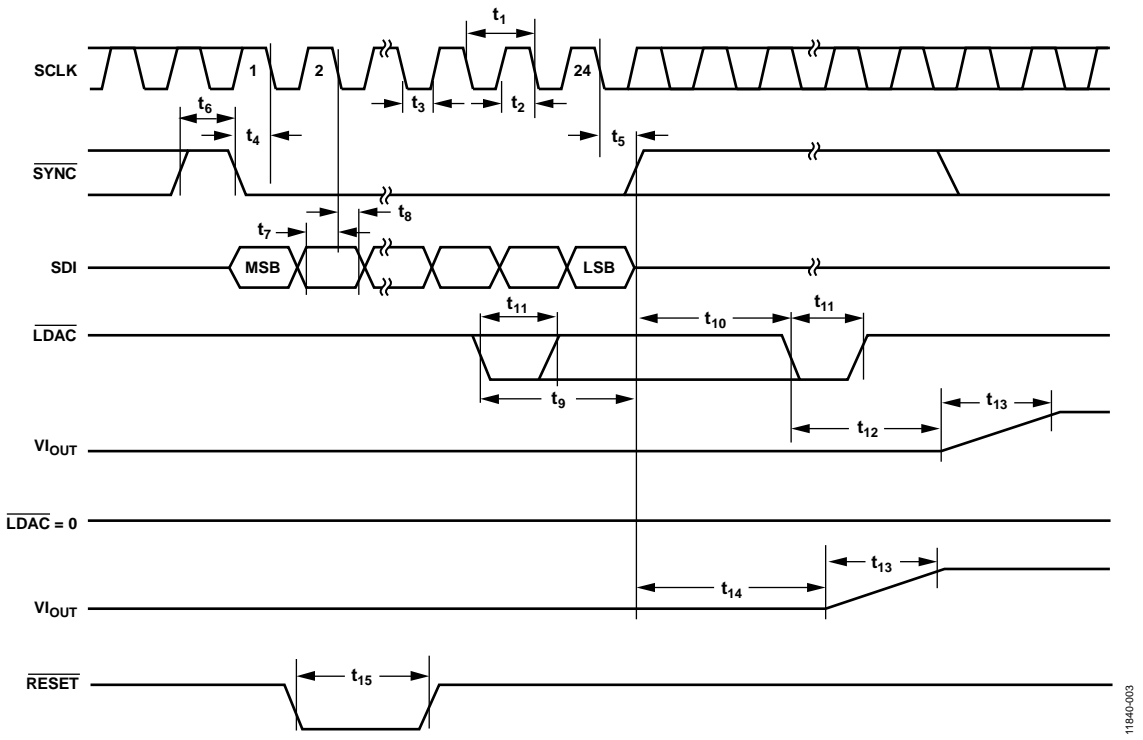 t1
SCLK 1 2 24
t3 t2
t6
t4 t5
SYNC
t8
t7
SDI MSB LSB
t11 t10 t11
LDAC
t9 t13
t12
VIOUT
LDAC = 0
t13
t14
VIOUT
t15
RESET
11840-003